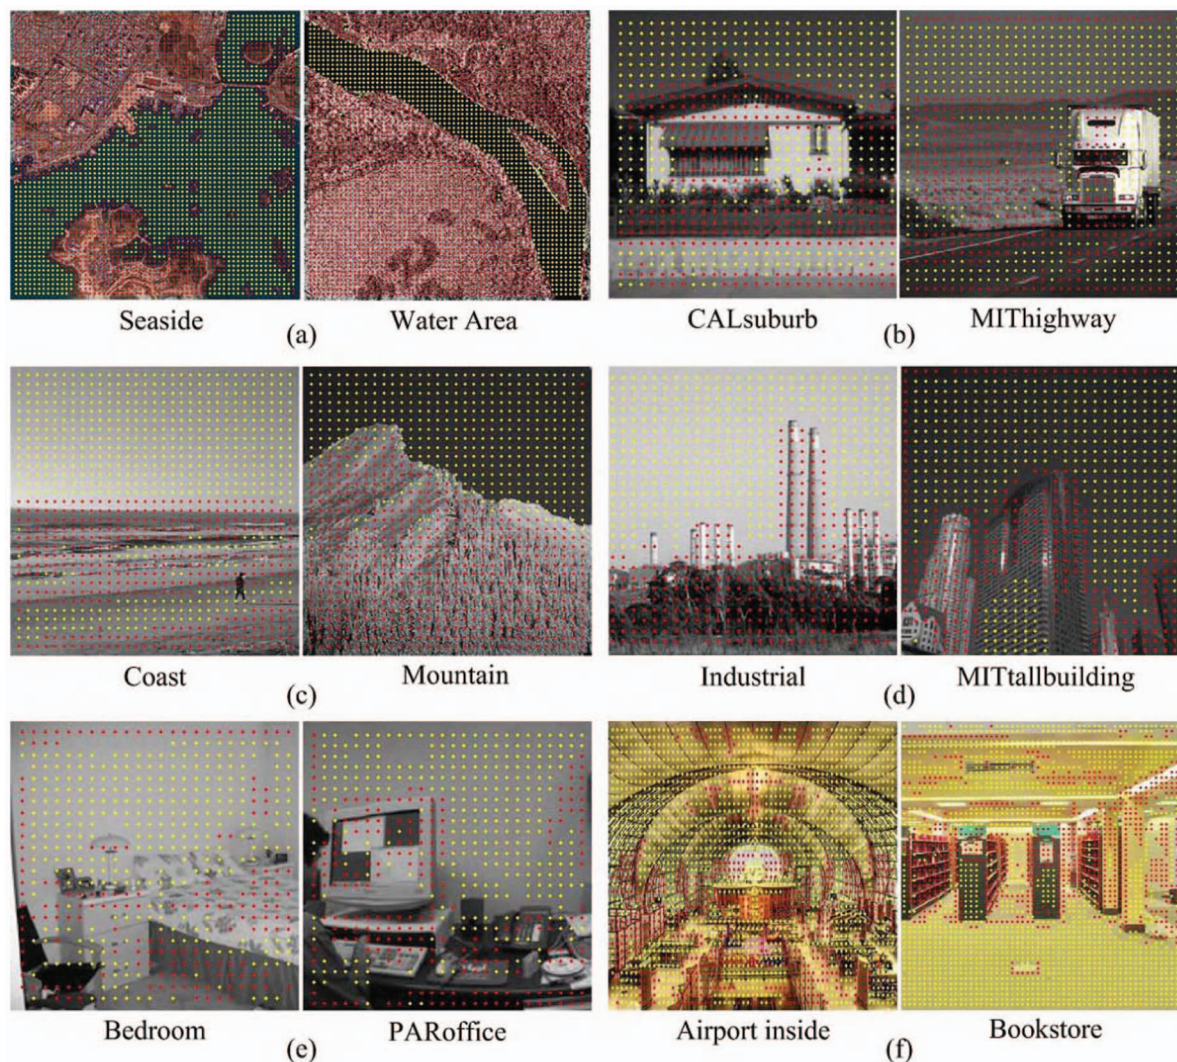 Seaside Water Area
(a)
CALsuburb MIThighway
(b)
Coast Mountain
(c)
Industrial MITtallbuilding
(d)
Bedroom PARoffice
(e)
Airport inside Bookstore
(f)